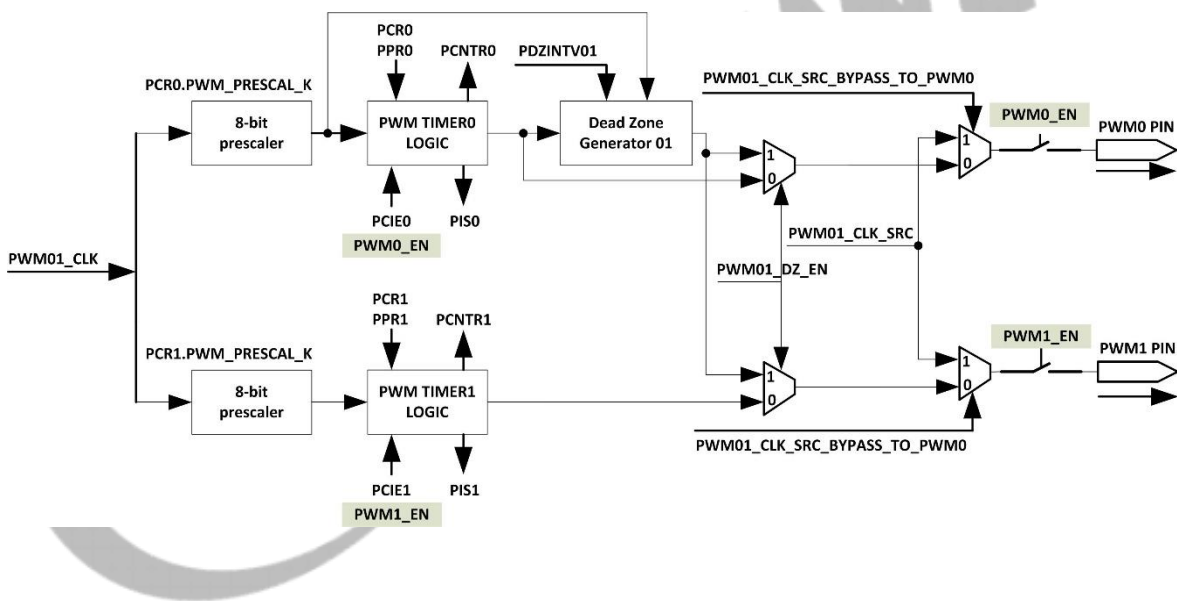 PCR0
PPR0
PCNTR0
PDZINTV01
PWM01_CLK_SRC_BYPASS_TO_PWM0
PCR0.PWM_PRESCAL_K
PWM0_EN
PWM0 PIN
8-bit
prescaler
PWM TIMER0
LOGIC
Dead Zone
Generator 01
1
0
1
0
PCIE0
PIS0
PWM0_EN
PWM01_CLK_SRC
PWM01_CLK
PWM01_DZ_EN
PCR1
PPR1
PCNTR1
PWM1_EN
PWM1 PIN
PCR1.PWM_PRESCAL_K
8-bit
prescaler
PWM TIMER1
LOGIC
1
0
1
0
PWM01_CLK_SRC_BYPASS_TO_PWM0
PCIE1
PIS1
PWM1_EN